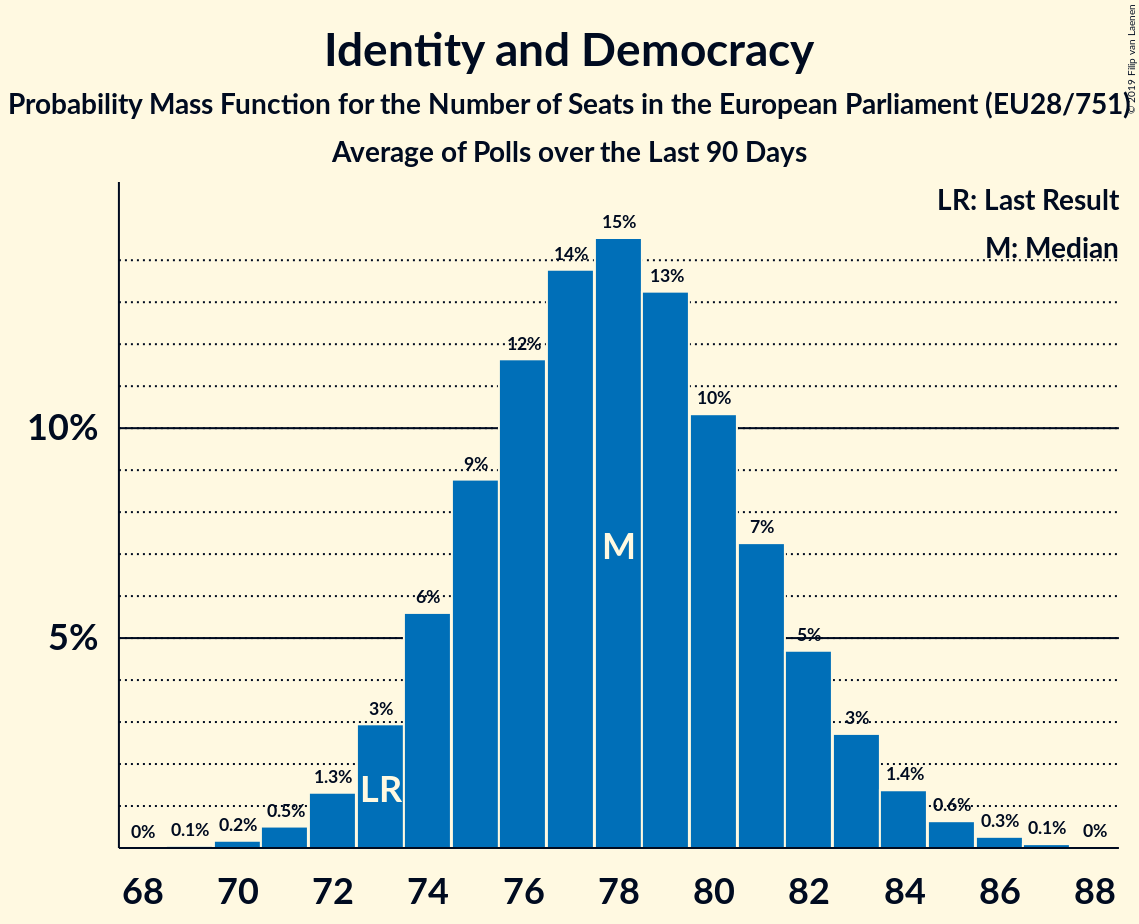 Identity and Democracy
Probability Mass Function for the Number of Seats in the European Parliament (EU28/751)
Average of Polls over the Last 90 Days
© 2019 Filip van Laenen
LR: Last Result
M: Median
10%
5%
0%
0.1%
0.2%
0.5%
1.3%
3%
6%
9%
12%
14%
15%
13%
10%
7%
5%
3%
1.4%
0.6%
0.3%
0.1%
0%
LR
M
68 70 72 74 76 78 80 82 84 86 88